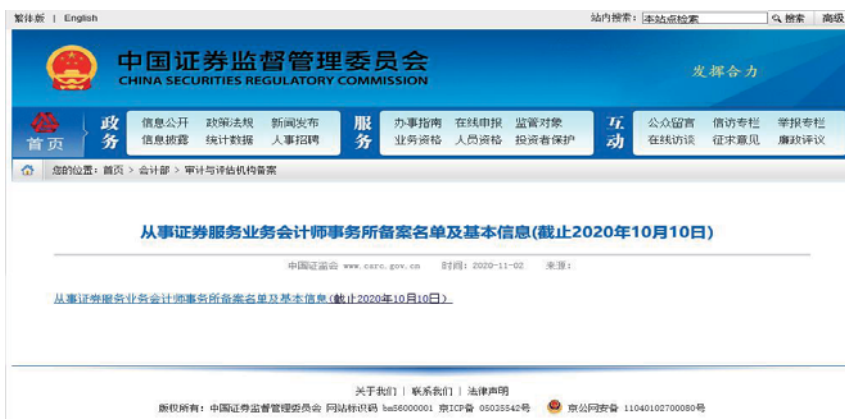 繁体版 | English
站内搜索: 本站点检索 搜索 高级
中国证券监督管理委员会
CHINA SECURITIES REGULATORY COMMISSION
发挥合力
首页
政务
信息公开 政策法规 新闻发布
信息披露 统计数据 人事招聘
服务
办事指南 在线申报 监管对象
业务资格 人员资格 投资者保护
互动
公众留言 信访专栏 举报专栏
在线访谈 征求意见 廉政评议
您的位置: 首页 > 会计部 > 审计与评估机构备案
从事证券服务业务会计师事务所备案名单及基本信息(截止2020年10月10日)
中国证监会 www.csrc.gov.cn 时间: 2020-11-02 来源:
从事证券服务业务会计师事务所备案名单及基本信息(截止2020年10月10日)
关于我们 | 联系我们 | 法律声明
版权所有: 中国证券监督管理委员会 网站标识码 bm56000001 京ICP备 05035542号 京公网安备 11040102700080号